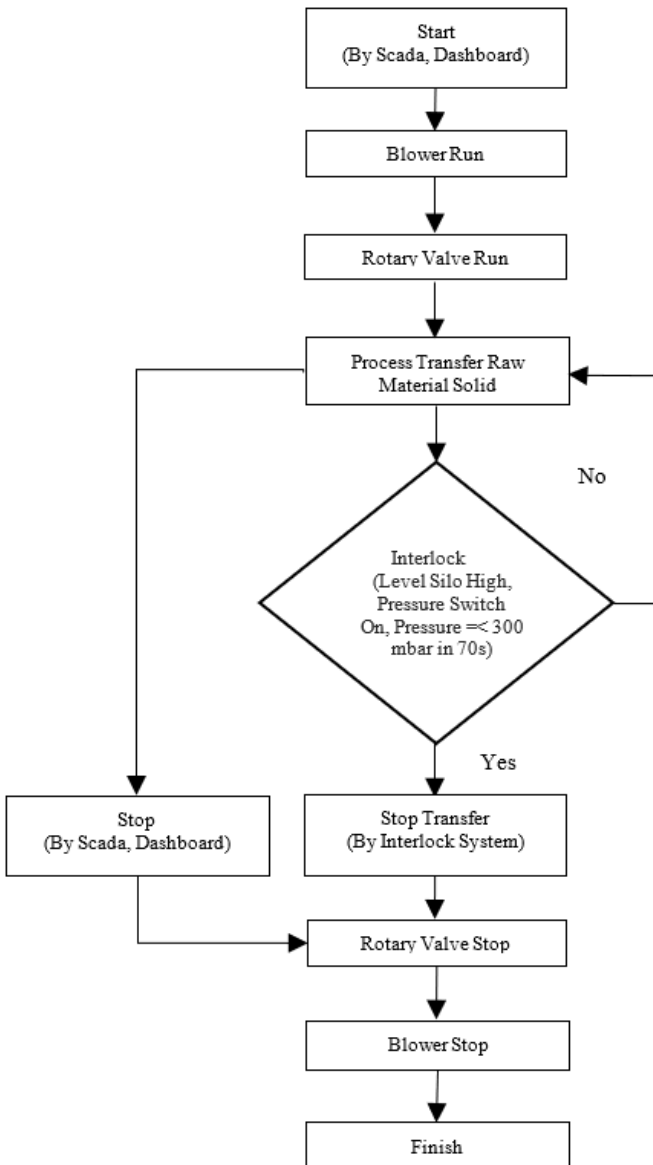 Start
(By Scada, Dashboard)
Blower Run
Rotary Valve Run
Process Transfer Raw
Material Solid
No
Interlock
(Level Silo High,
Pressure Switch
On, Pressure =< 300
mbar in 70s)
Yes
Stop
(By Scada, Dashboard)
Stop Transfer
(By Interlock System)
Rotary Valve Stop
Blower Stop
Finish